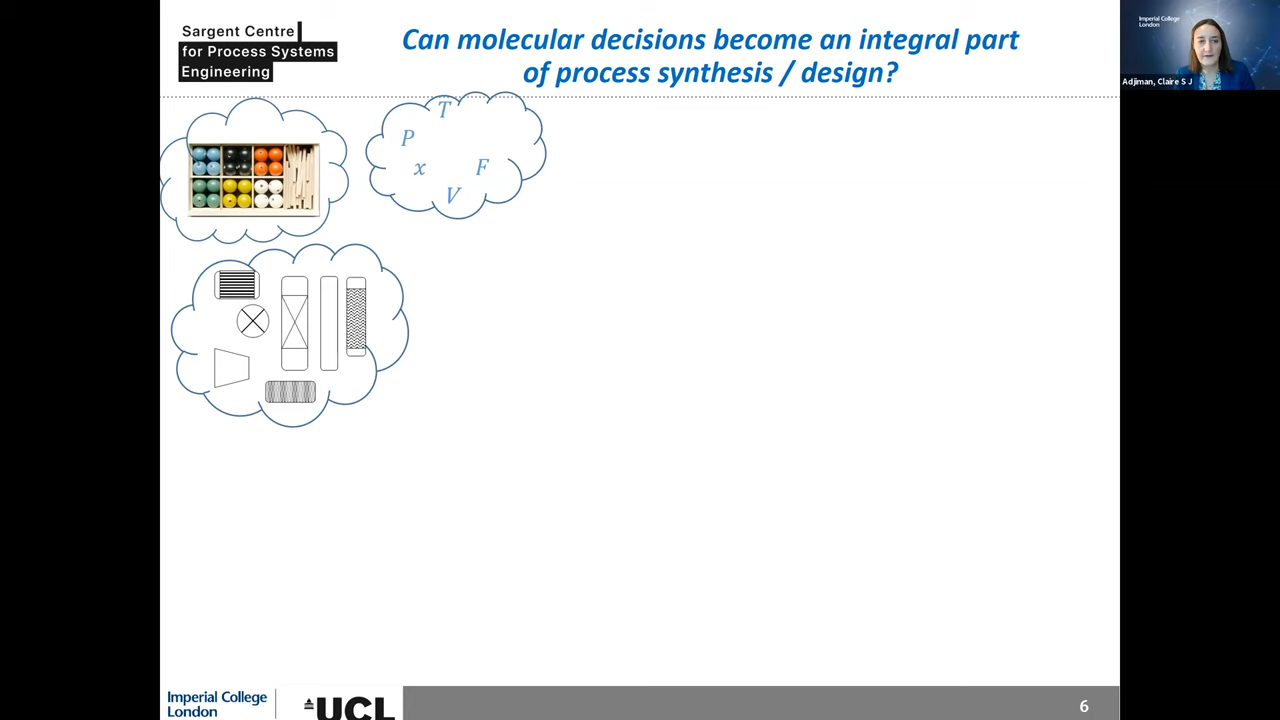 Sargent Centre
for Process Systems
Engineering
Can molecular decisions become an integral part
of process synthesis / design?
Imperial College
London
Adjiman, Claire S J
T
P
x
F
V
Imperial College
London
UCL
6